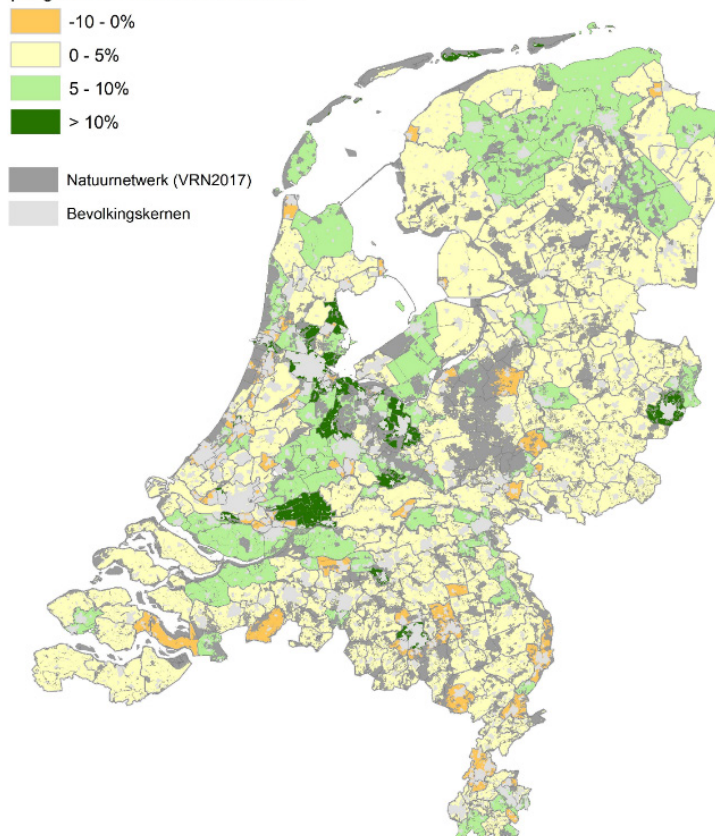 -10 - 0%
0 - 5%
5 - 10%
> 10%
Natuurnetwerk (VRN2017)
Bevolkingskernen